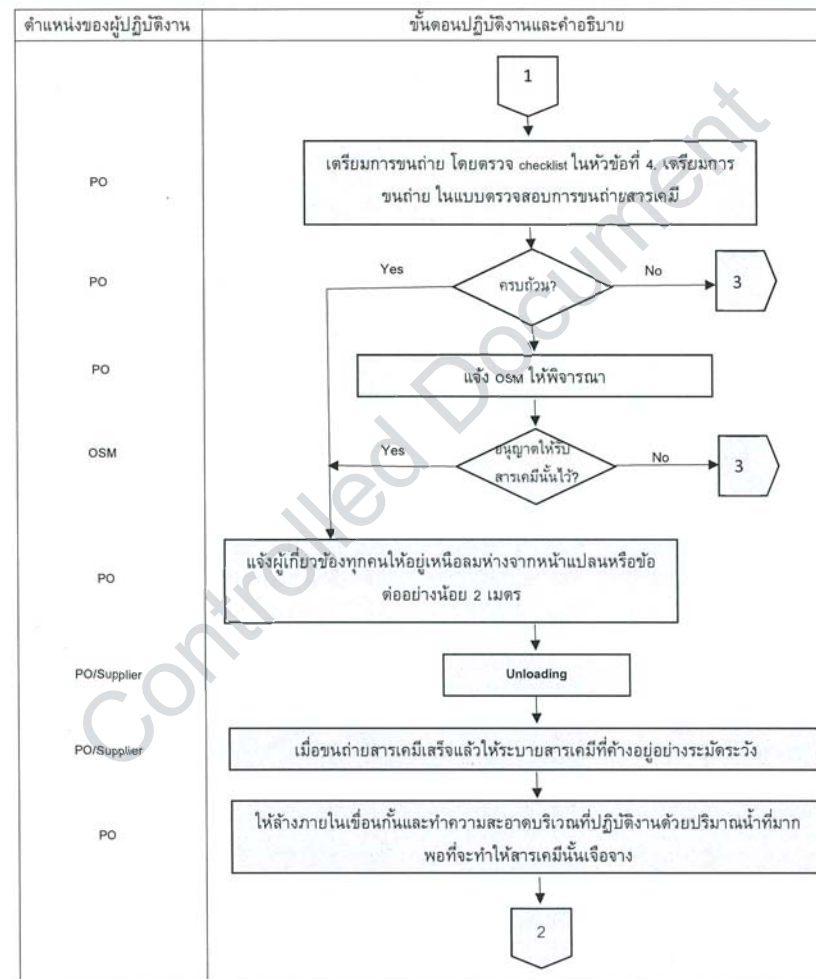 ตำแหน่งของผู้ปฏิบัติงาน ขั้นตอนปฏิบัติงานและคำอธิบาย
1
PO เตรียมการขนถ่าย โดยตรวจ checklist ในหัวข้อที่ 4. เตรียมการ
ขนถ่าย ในแบบตรวจสอบการขนถ่ายสารเคมี
PO Yes ครบถ้วน? No 3
PO แจ้ง OSM ให้พิจารณา
OSM Yes อนุญาตให้รับ
สารเคมีนั้นไว้? No 3
PO แจ้งผู้เกี่ยวข้องทุกคนให้อยู่เหนือลมห่างจากหน้าแปลนหรือข้อ
ต่ออย่างน้อย 2 เมตร
PO/Supplier Unloading
PO/Supplier เมื่อขนถ่ายสารเคมีเสร็จแล้วให้ระบายสารเคมีที่ค้างอยู่อย่างระมัดระวัง
PO ให้ล้างภายในเขื่อนกั้นและทำความสะอาดบริเวณที่ปฏิบัติงานด้วยปริมาณน้ำที่มาก
พอที่จะทำให้สารเคมีนั้นเจือจาง
2
Controlled Document